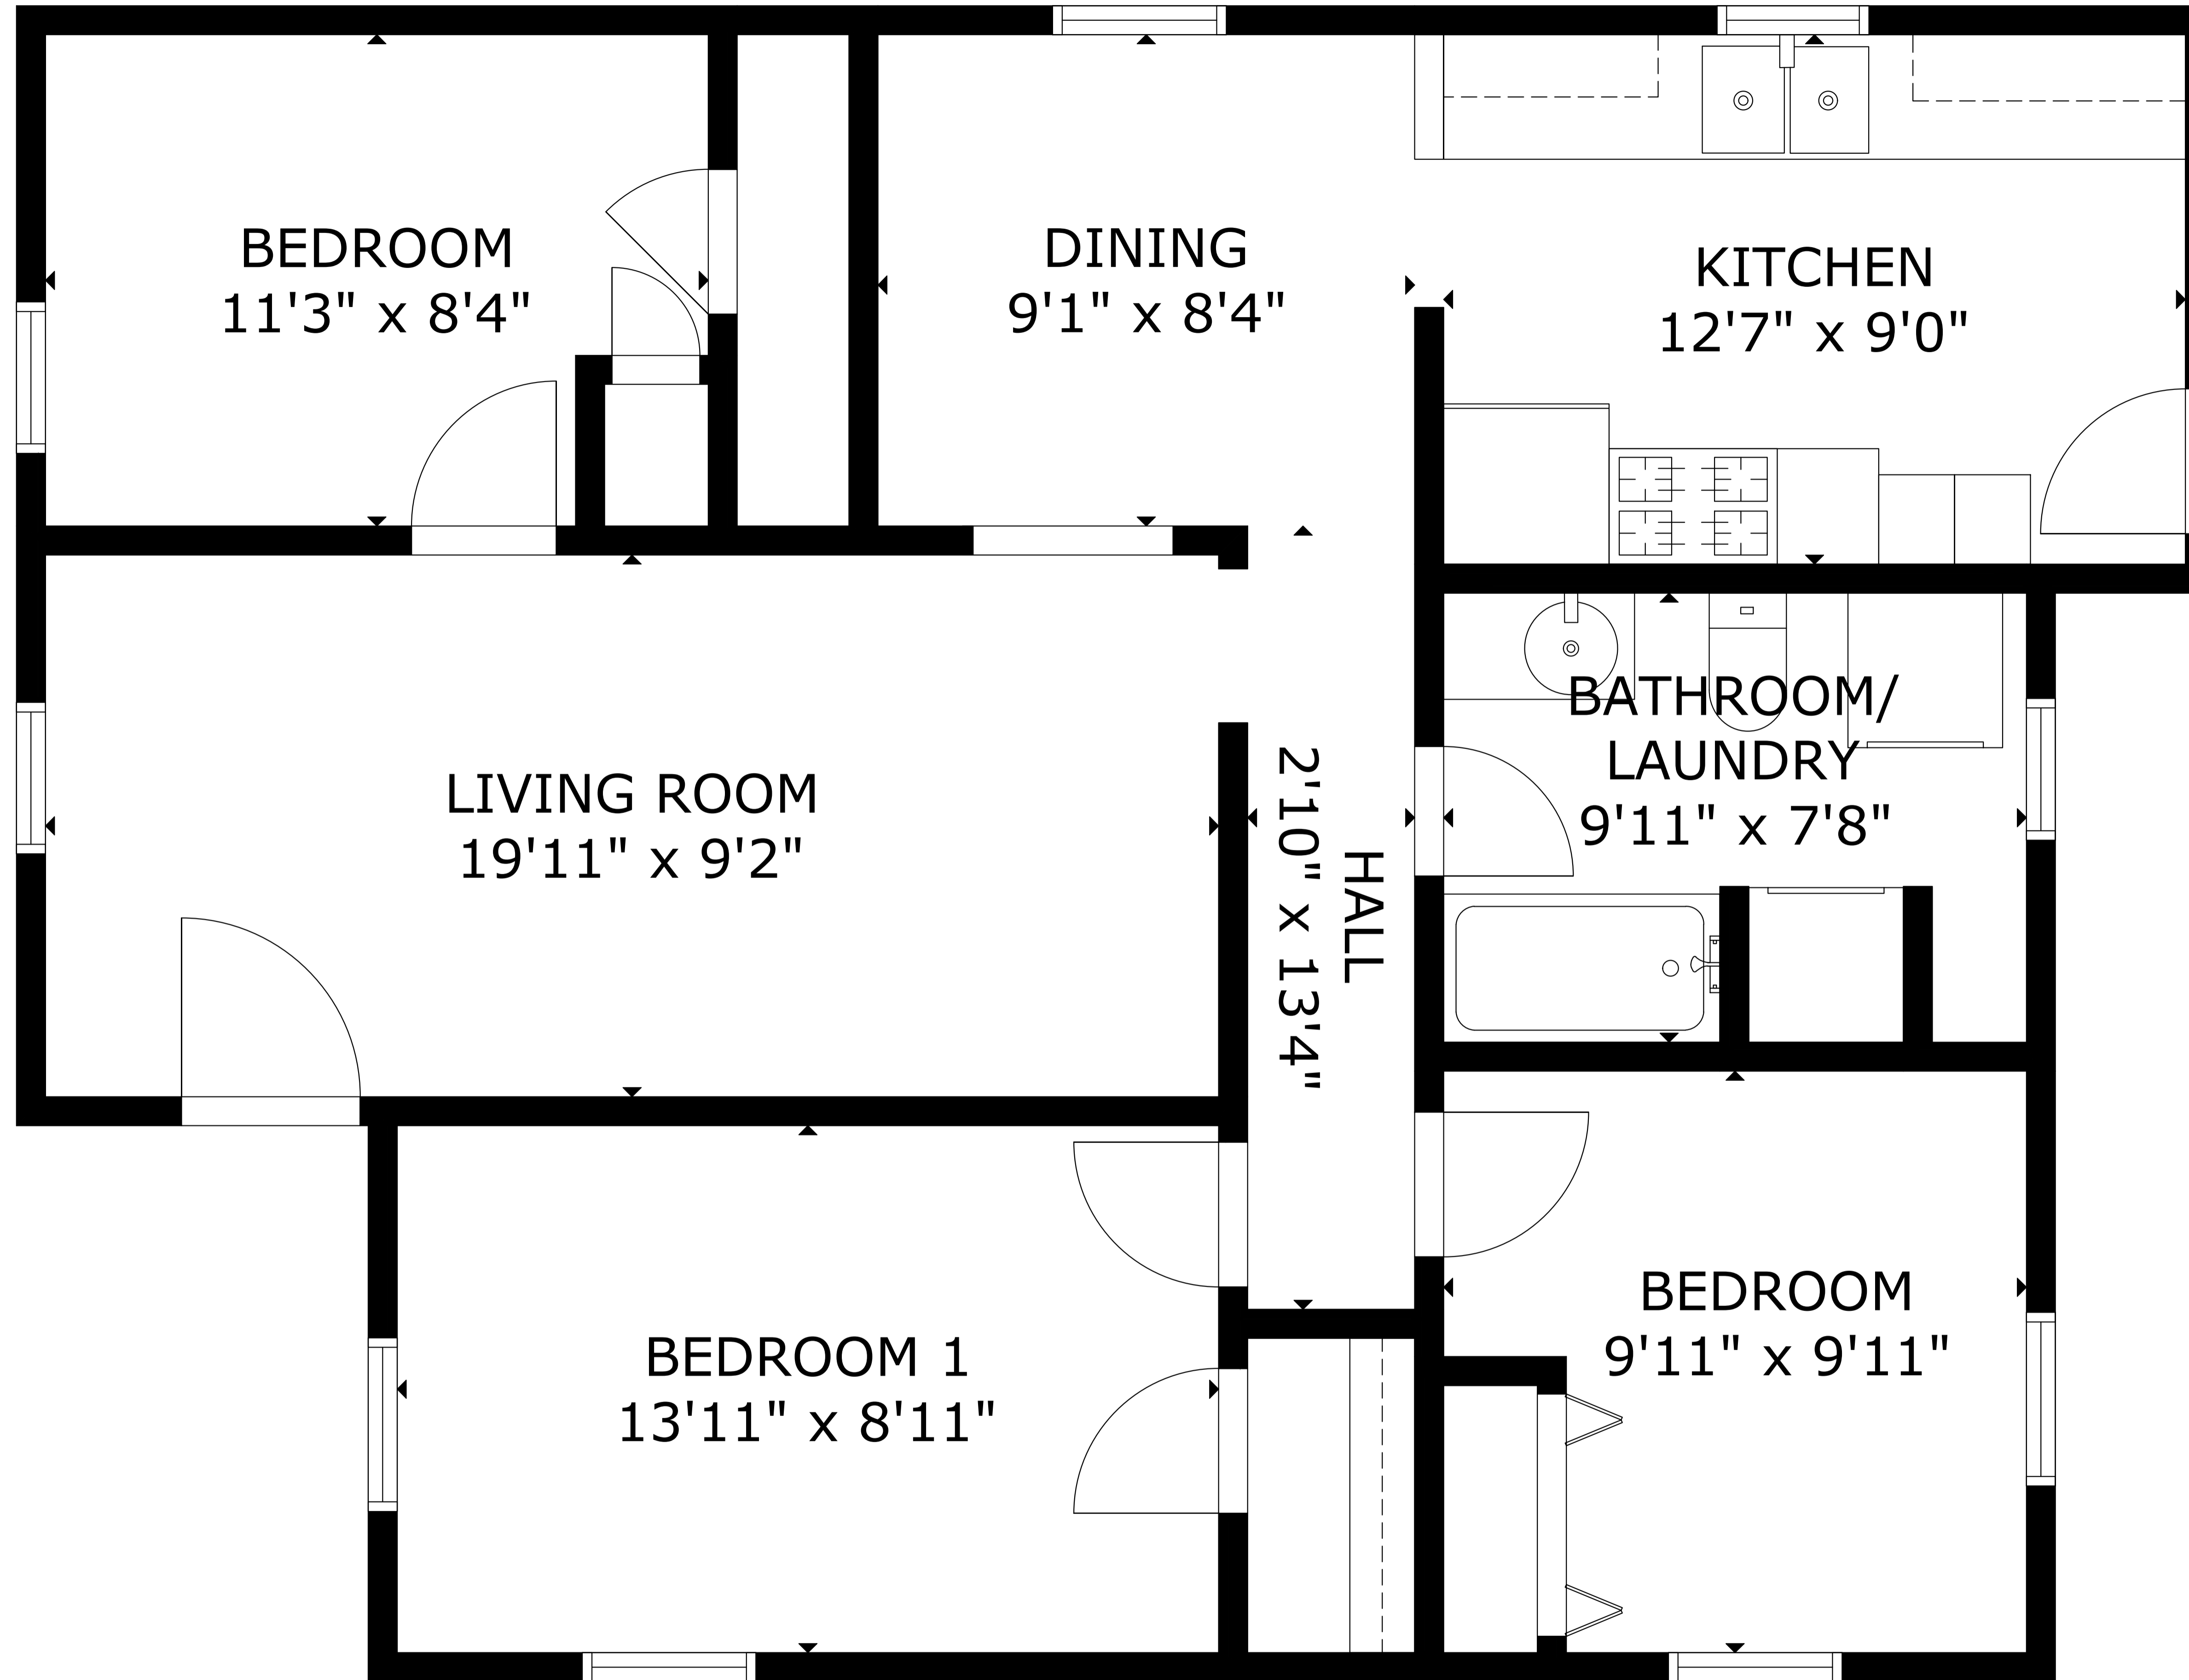 BEDROOM
11'3" x 8'4"
DINING
9'1" x 8'4"
KITCHEN
12'7" x 9'0"
LIVING ROOM
19'11" x 9'2"
HALL
2'10" x 13'4"
BATHROOM/
LAUNDRY
9'11" x 7'8"
BEDROOM 1
13'11" x 8'11"
BEDROOM
9'11" x 9'11"